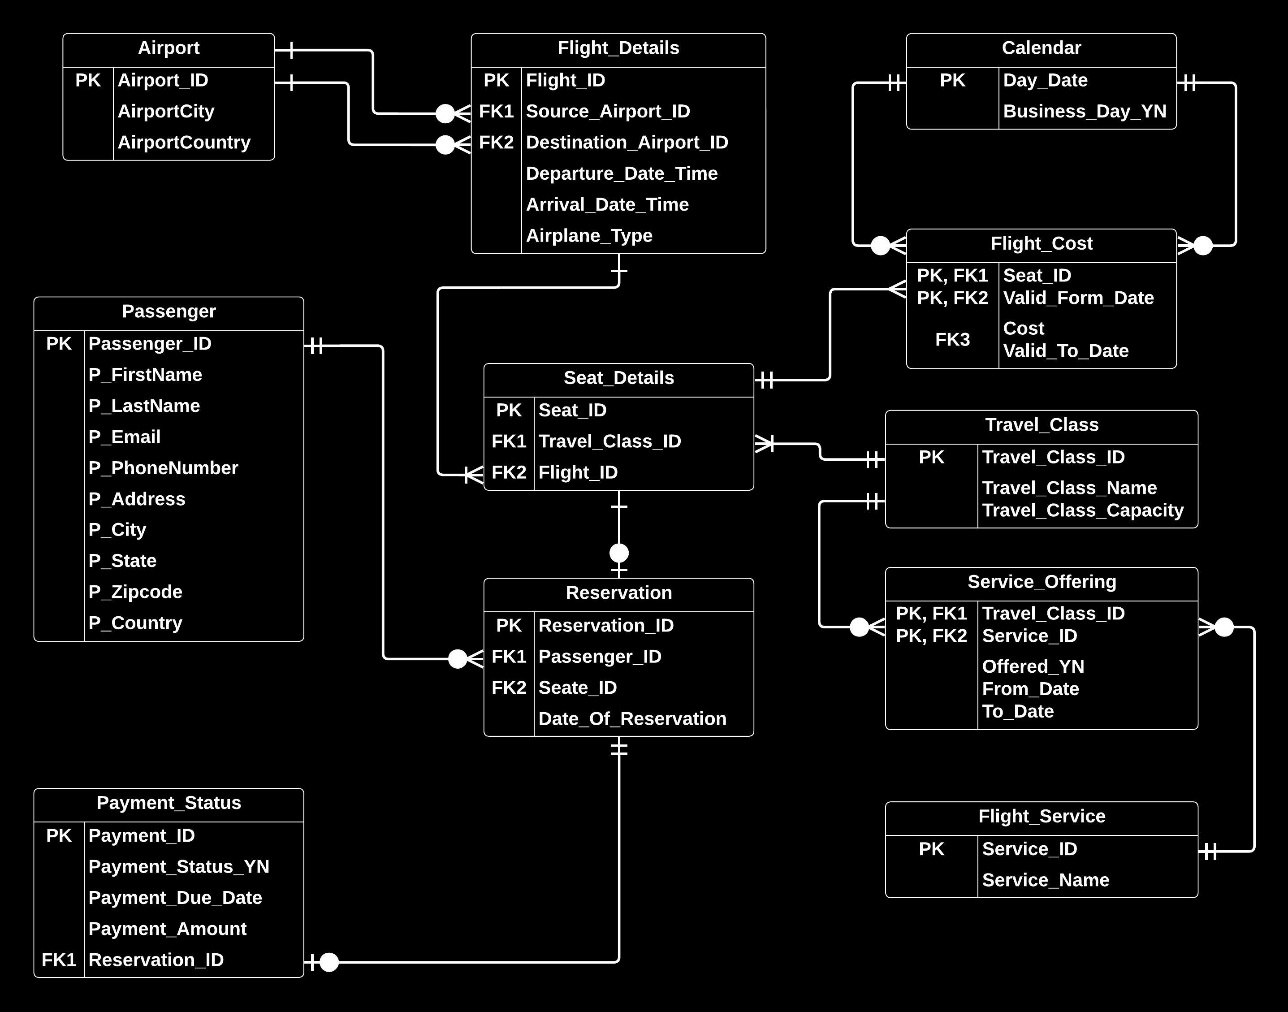 Airport
PK Airport_ID
AirportCity
AirportCountry
Flight_Details
PK Flight_ID
FK1 Source_Airport_ID
FK2 Destination_Airport_ID
Departure_Date_Time
Arrival_Date_Time
Airplane_Type
Calendar
PK Day_Date
Business_Day_YN
Flight_Cost
PK, FK1 Seat_ID
PK, FK2 Valid_Form_Date
Cost
FK3 Valid_To_Date
Passenger
PK Passenger_ID
P_FirstName
P_LastName
P_Email
P_PhoneNumber
P_Address
P_City
P_State
P_Zipcode
P_Country
Seat_Details
PK Seat_ID
FK1 Travel_Class_ID
FK2 Flight_ID
Travel_Class
PK Travel_Class_ID
Travel_Class_Name
Travel_Class_Capacity
Reservation
PK Reservation_ID
FK1 Passenger_ID
FK2 Seate_ID
Date_Of_Reservation
Service_Offering
PK, FK1 Travel_Class_ID
PK, FK2 Service_ID
Offered_YN
From_Date
To_Date
Payment_Status
PK Payment_ID
Payment_Status_YN
Payment_Due_Date
Payment_Amount
FK1 Reservation_ID
Flight_Service
PK Service_ID
Service_Name